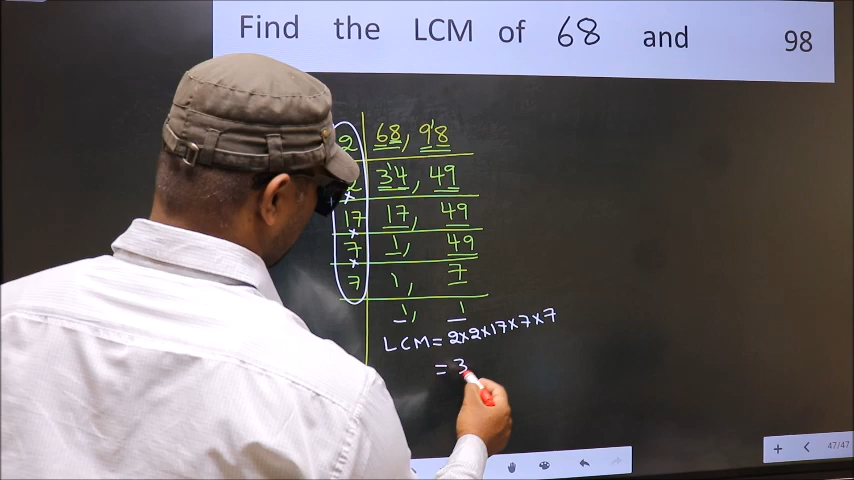 Find the LCM of 68 and 98
2 68, 98
2 34, 49
17 17, 49
7 1, 49
7 1, 7
1, 1
LCM = 2×2×17×7×7
= 3
47/47